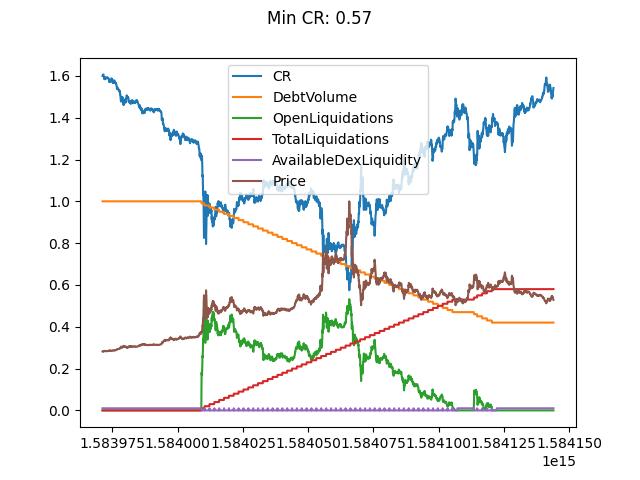 Min CR: 0.57
1.6
1.4
1.2
1.0
0.8
0.6
0.4
0.2
0.0
CR
DebtVolume
OpenLiquidations
TotalLiquidations
AvailableDexLiquidity
Price
1.583975 1.584000 1.584025 1.584050 1.584075 1.584100 1.584125 1.584150
1e15